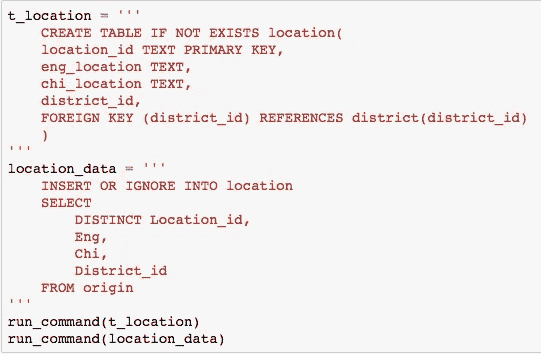 t_location = '''
    CREATE TABLE IF NOT EXISTS location(
    location_id TEXT PRIMARY KEY,
    eng_location TEXT,
    chi_location TEXT,
    district_id,
    FOREIGN KEY (district_id) REFERENCES district(district_id)
    )
'''
location_data = '''
    INSERT OR IGNORE INTO location
    SELECT
        DISTINCT Location_id,
        Eng,
        Chi,
        District_id
    FROM origin
'''
run_command(t_location)
run_command(location_data)